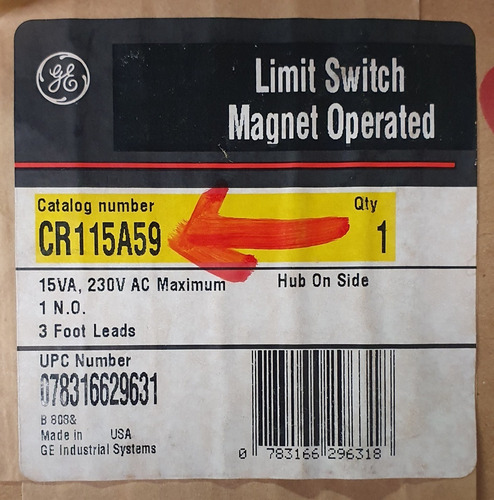 GE
Limit Switch
Magnet Operated
Catalog number Qty
CR115A59 1
15VA, 230V AC Maximum Hub On Side
1 N.O.
3 Foot Leads
UPC Number
078316629631
B 808&
Made in USA
GE Industrial Systems
0 783166 296318